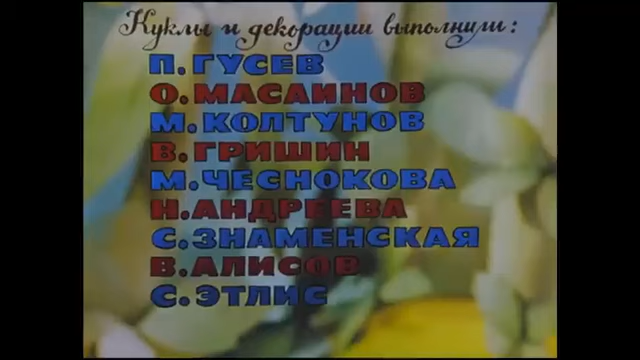 Куклы и декорации выполнили:
П. ГУСЕВ
О. МАСАИНОВ
М. КОЛТУНОВ
В. ГРИШИН
М. ЧЕСНОКОВА
Н. АНДРЕЕВА
С. ЗНАМЕНСКАЯ
В. АЛИСОВ
С. ЭТЛИС